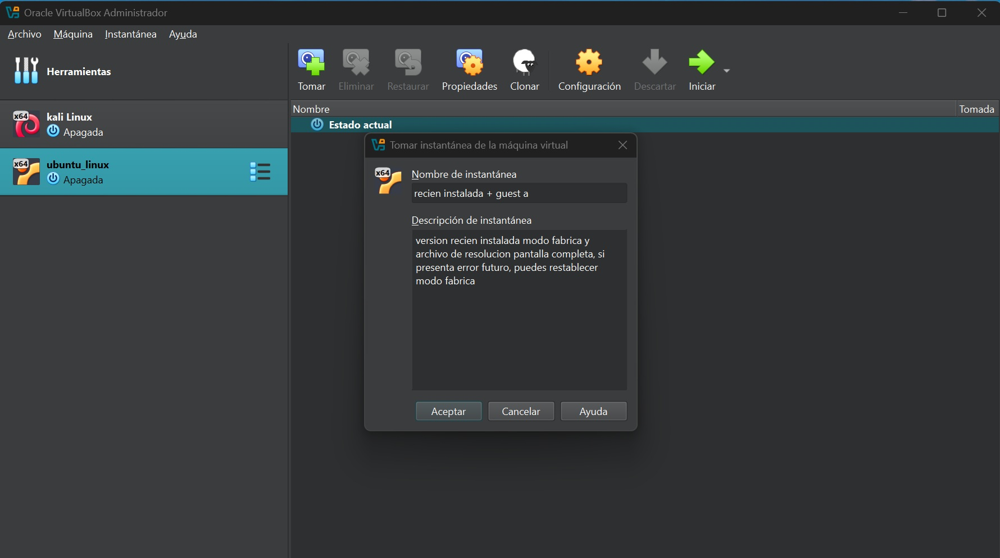 Oracle VirtualBox Administrador
Archivo Máquina Instantánea Ayuda
Herramientas
Tomar Eliminar Restaurar Propiedades Clonar Configuración Descartar Iniciar
x64
kali Linux
Apagada
x64
ubuntu_linux
Apagada
Nombre Tomada
Estado actual
Tomar instantánea de la máquina virtual
x64
Nombre de instantánea
recien instalada + guest a
Descripción de instantánea
version recien instalada modo fabrica y
archivo de resolucion pantalla completa, si
presenta error futuro, puedes restablecer
modo fabrica
Aceptar Cancelar Ayuda